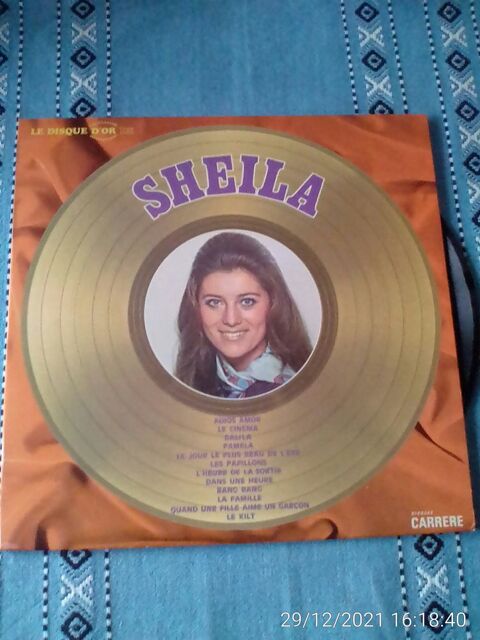 LE DISQUE D'OR
SHEILA
ADIOS AMOR
LE CINEMA
DALILA
PAMELA
LE JOUR LE PLUS BEAU DE L'ETE
LES PAPILLONS
L'HEURE DE LA SORTIE
DANS UNE HEURE
BANG BANG
LA FAMILLE
QUAND UNE FILLE AIME UN GARCON
LE KILT
DISQUES
CARRERE
29/12/2021 16:18:40